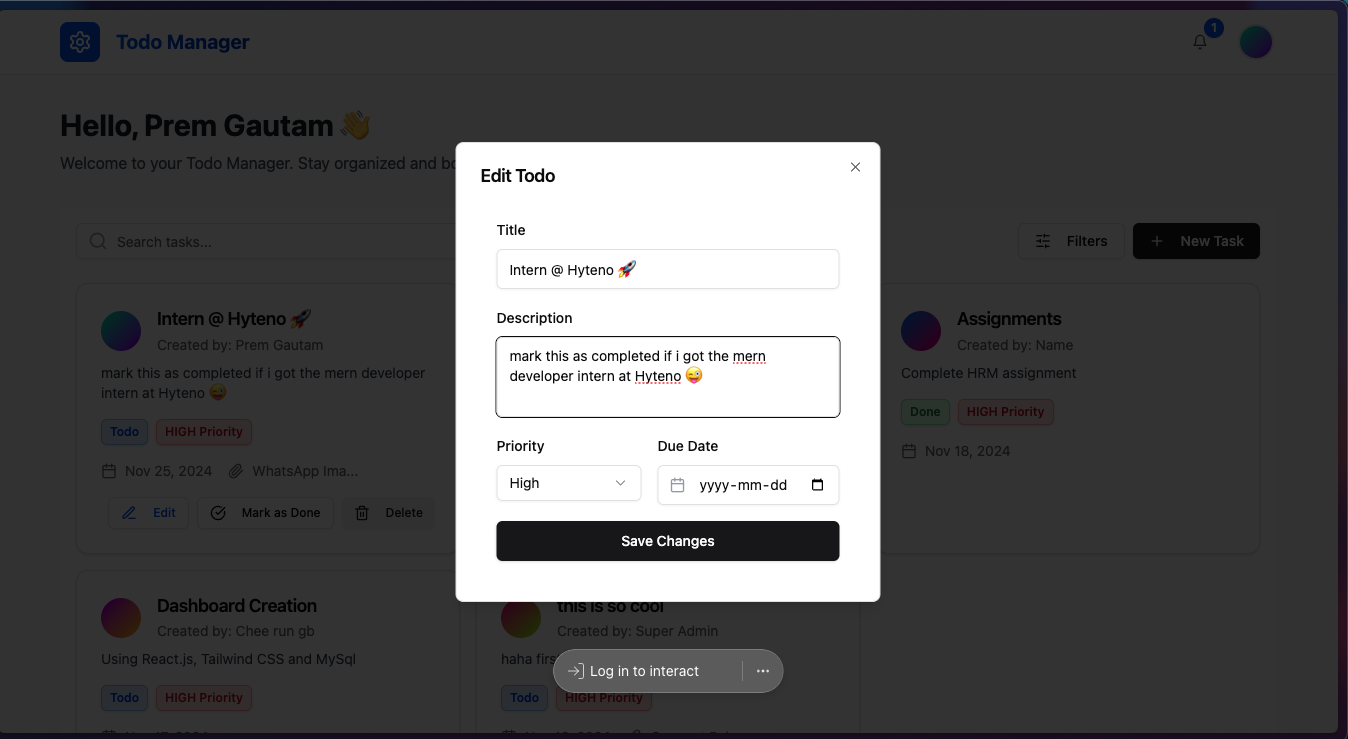 Todo Manager
1
Hello, Prem Gautam 👋
Welcome to your Todo Manager. Stay organized and
Search tasks...
Filters
New Task
Intern @ Hyteno 🚀
Created by: Prem Gautam
mark this as completed if i got the mern developer
intern at Hyteno 😜
Todo
HIGH Priority
Nov 25, 2024
WhatsApp Ima...
Edit
Mark as Done
Delete
Edit Todo
Title
Intern @ Hyteno 🚀
Description
mark this as completed if i got the mern
developer intern at Hyteno 😜
Priority
Due Date
High
yyyy-mm-dd
Save Changes
Assignments
Created by: Name
Complete HRM assignment
Done
HIGH Priority
Nov 18, 2024
Dashboard Creation
Created by: Chee run gb
Using React.js, Tailwind CSS and MySql
Todo
HIGH Priority
this is so cool
Created by: Super Admin
haha
Todo
HIGH Priority
Log in to interact